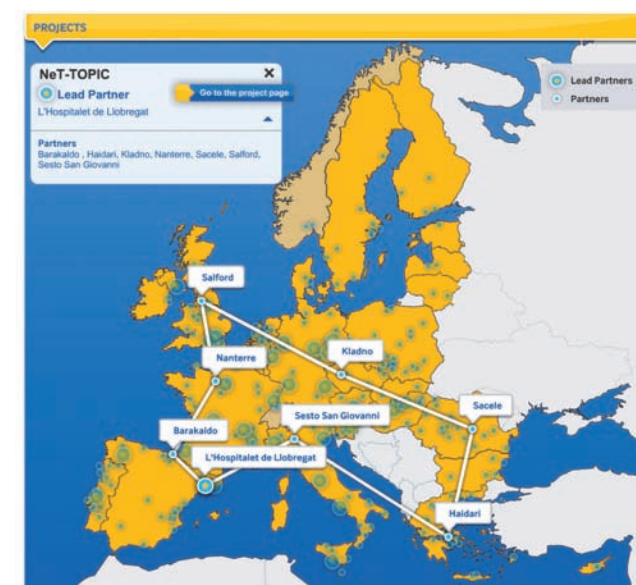 PROJECTS
NeT-TOPIC
Lead Partner
Go to the project page
L'Hospitalet de Llobregat
Partners
Barakaldo , Haidari, Kladno, Nanterre, Sacele, Salford,
Sesto San Giovanni
Lead Partners
Partners
Salford
Nanterre
Kladno
Sesto San Giovanni
Sacele
Barakaldo
L'Hospitalet de Llobregat
Haidari